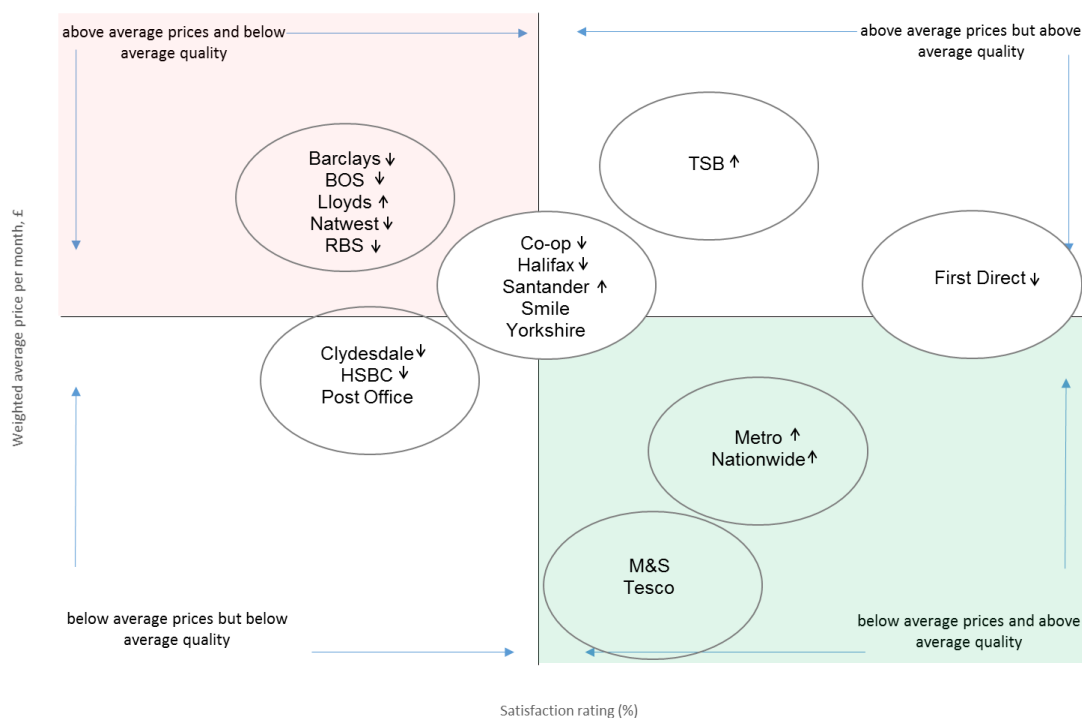 above average prices and below
average quality
above average prices but above
average quality
Barclays ↓
BOS ↓
Lloyds ↑
Natwest ↓
RBS ↓
TSB ↑
Co-op ↓
Halifax ↓
Santander ↑
Smile
Yorkshire
First Direct ↓
Weighted average price per month, £
Clydesdale ↓
HSBC ↓
Post Office
Metro ↑
Nationwide ↑
M&S
Tesco
below average prices but below
average quality
below average prices and above
average quality
Satisfaction rating (%)